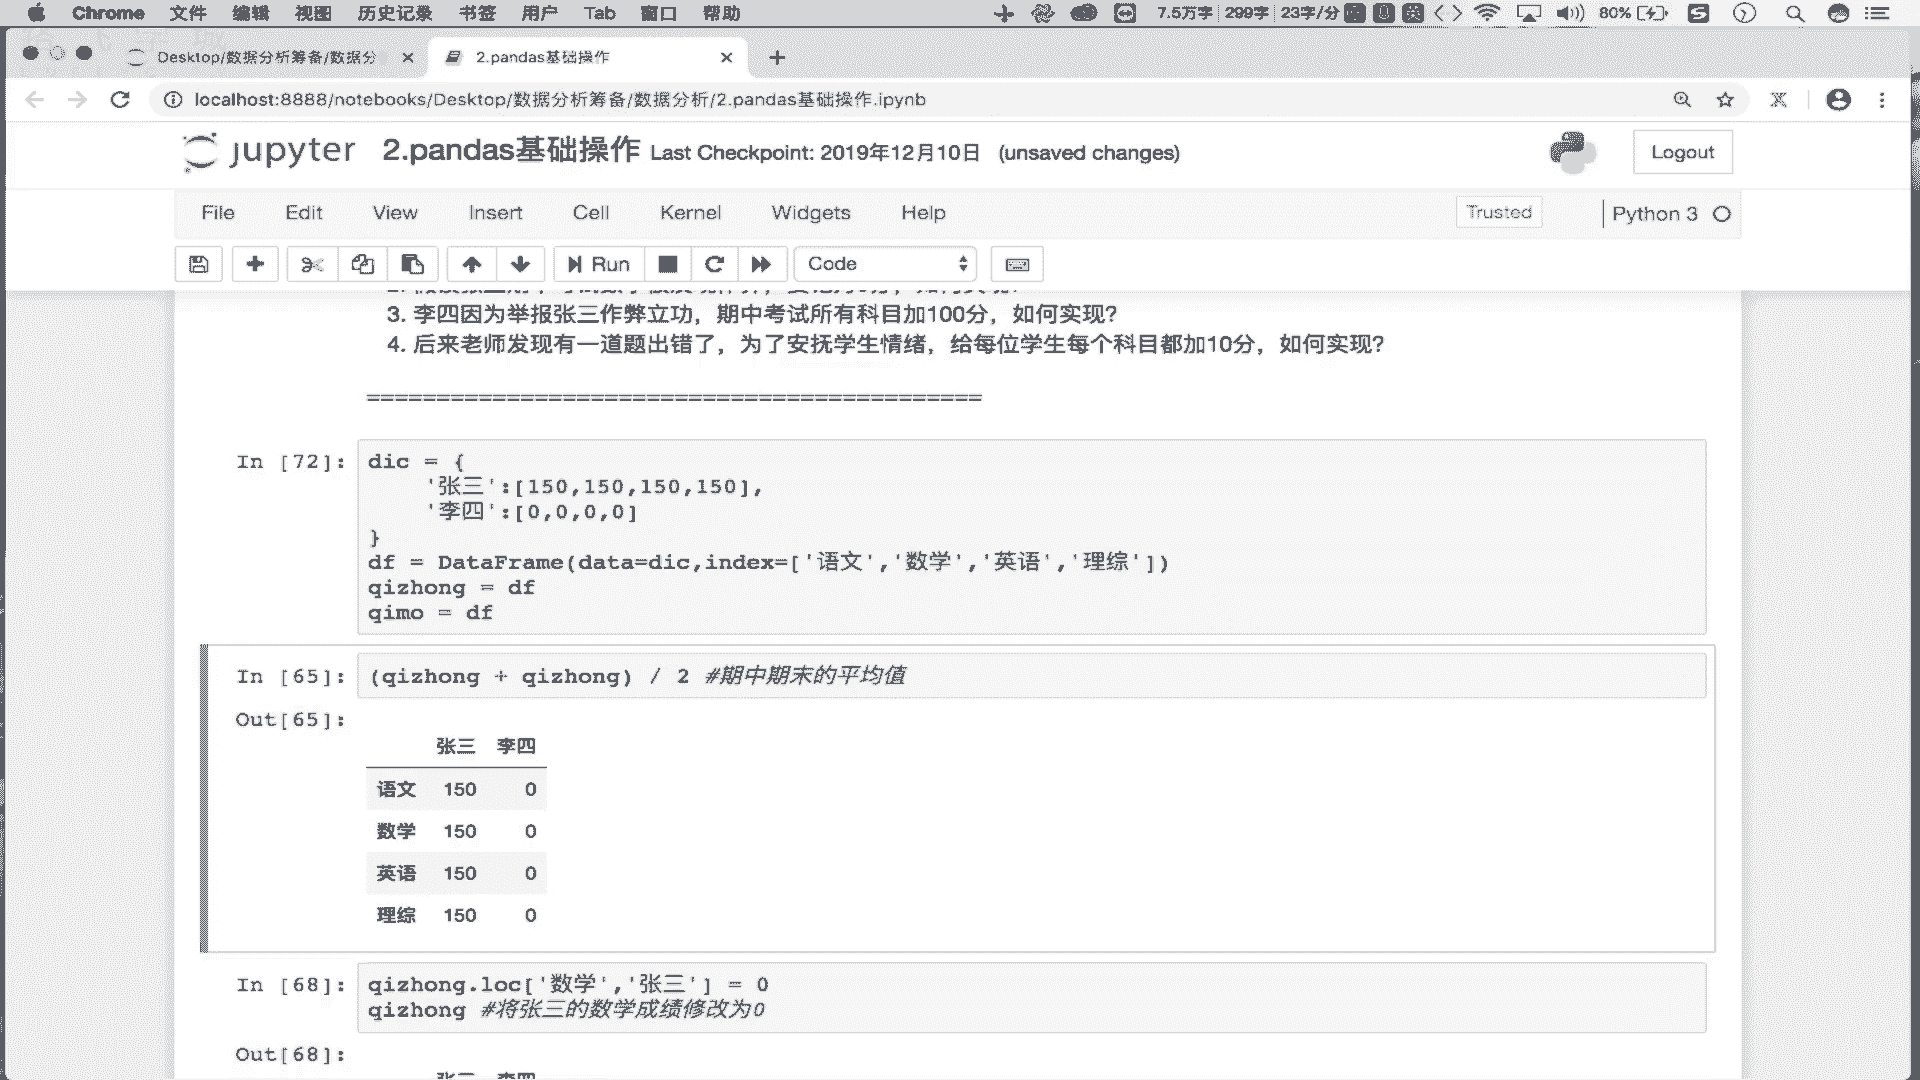 Chrome 文件 编辑 视图 历史记录 书签 用户 Tab 窗口 帮助 7.5万字 299字 23字/分 英 80%
Desktop/数据分析筹备/数据分
2.pandas基础操作
localhost:8888/notebooks/Desktop/数据分析筹备/数据分析/2.pandas基础操作.ipynb
jupyter 2.pandas基础操作 Last Checkpoint: 2019年12月10日 (unsaved changes) Logout
File Edit View Insert Cell Kernel Widgets Help Trusted Python 3
Run Code
3. 李四因为举报张三作弊立功，期中考试所有科目加100分，如何实现?
4. 后来老师发现有一道题出错了，为了安抚学生情绪，给每位学生每个科目都加10分，如何实现?
============================================
In [72]: dic = {
'张三':[150,150,150,150],
'李四':[0,0,0,0]
}
df = DataFrame(data=dic,index=['语文','数学','英语','理综'])
qizhong = df
qimo = df
In [65]: (qizhong + qizhong) / 2 #期中期末的平均值
Out[65]:
张三 李四
语文 150 0
数学 150 0
英语 150 0
理综 150 0
In [68]: qizhong.loc['数学','张三'] = 0
qizhong #将张三的数学成绩修改为0
Out[68]:
张三 李四